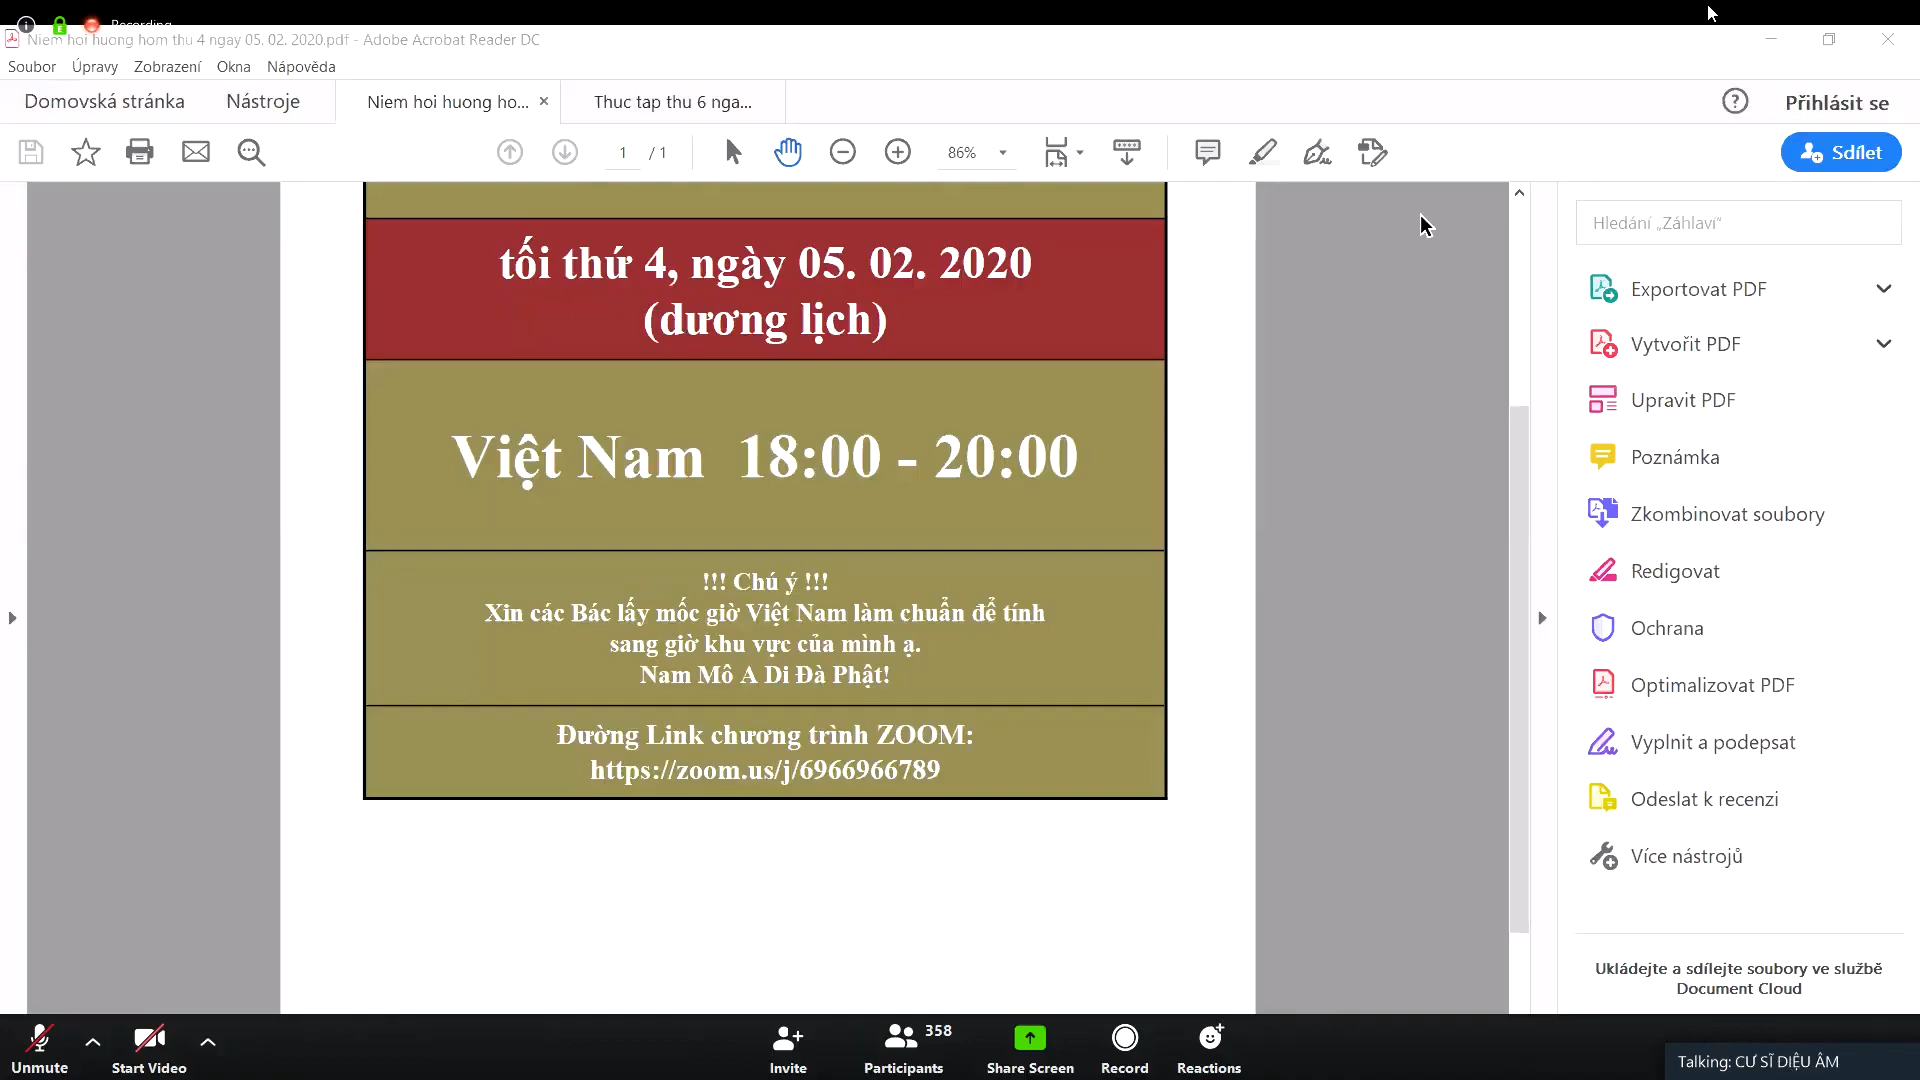 Recording
Niem hoi huong hom thu 4 ngay 05. 02. 2020.pdf - Adobe Acrobat Reader DC
Soubor Úpravy Zobrazení Okna Nápověda
Domovská stránka Nástroje Niem hoi huong ho... Thuc tap thu 6 nga... Přihlásit se
1 / 1 86% Sdílet
tối thứ 4, ngày 05. 02. 2020
(dương lịch)
Việt Nam 18:00 - 20:00
!!! Chú ý !!!
Xin các Bác lấy mốc giờ Việt Nam làm chuẩn để tính
sang giờ khu vực của mình ạ.
Nam Mô A Di Đà Phật!
Đường Link chương trình ZOOM:
https://zoom.us/j/6966966789
Hledání „Záhlaví“
Exportovat PDF
Vytvořit PDF
Upravit PDF
Poznámka
Zkombinovat soubory
Redigovat
Ochrana
Optimalizovat PDF
Vyplnit a podepsat
Odeslat k recenzi
Více nástrojů
Ukládejte a sdílejte soubory ve službě
Document Cloud
358
Unmute Start Video Invite Participants Share Screen Record Reactions
Talking: CƯ SĨ DIỆU ÂM